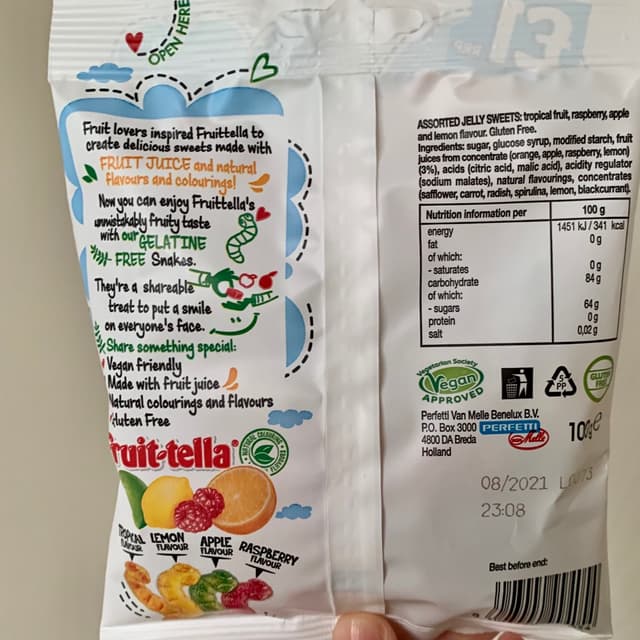 OPEN HERE
Fruit lovers inspired Fruittella to
create delicious sweets made with
FRUIT JUICE and natural
flavours and colourings!
Now you can enjoy Fruittella's
unmistakably fruity taste
with our GELATINE
- FREE Snakes.
They're a shareable
treat to put a smile
on everyone's face.
Share something special:
Vegan friendly
Made with fruit juice
Natural colourings and flavours
Gluten Free
fruit-tella
TROPICAL FLAVOUR
LEMON FLAVOUR
APPLE FLAVOUR
RASPBERRY FLAVOUR
£1
ASSORTED JELLY SWEETS: tropical fruit, raspberry, apple
and lemon flavour. Gluten Free.
Ingredients: sugar, glucose syrup, modified starch, fruit
juices from concentrate (orange, apple, raspberry, lemon)
(3%), acids (citric acid, malic acid), acidity regulator
(sodium malates), natural flavourings, concentrates
(safflower, carrot, radish, spirulina, lemon, blackcurrant).
Nutrition information per 100 g
energy 1451 kJ / 341 kcal
fat 0 g
of which:
- saturates 0 g
carbohydrate 84 g
of which:
- sugars 64 g
protein 0 g
salt 0,02 g
Vegetarian Society
Vegan
APPROVED
5
PP
GLUTEN
FREE
Perfetti Van Melle Benelux B.V.
P.O. Box 3000
4800 DA Breda
Holland
PERFETTI
van Melle
100g e
08/2021
23:08
Best before end: